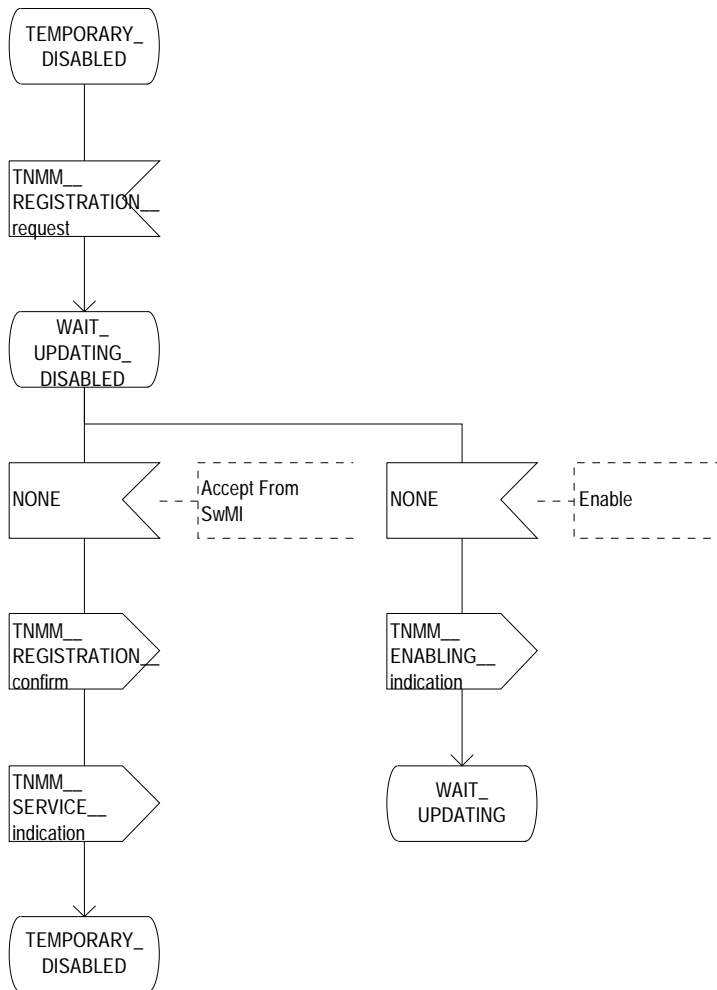 TEMPORARY_
DISABLED
TNMM__
REGISTRATION__
request
WAIT_
UPDATING_
DISABLED
NONE
Accept From
SwMI
NONE
Enable
TNMM__
REGISTRATION__
confirm
TNMM__
ENABLING__
indication
TNMM__
SERVICE__
indication
WAIT_
UPDATING
TEMPORARY_
DISABLED